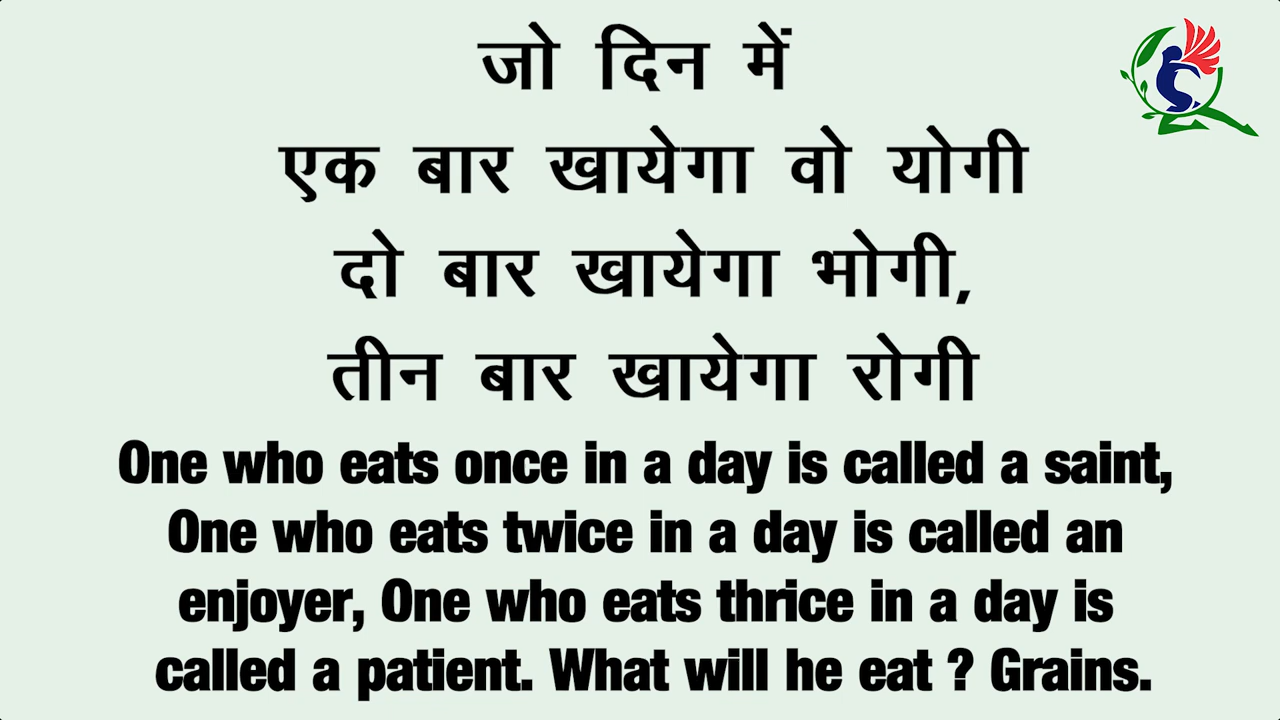 जो दिन में
एक बार खायेगा वो योगी
दो बार खायेगा भोगी,
तीन बार खायेगा रोगी
One who eats once in a day is called a saint,
One who eats twice in a day is called an
enjoyer, One who eats thrice in a day is
called a patient. What will he eat ? Grains.